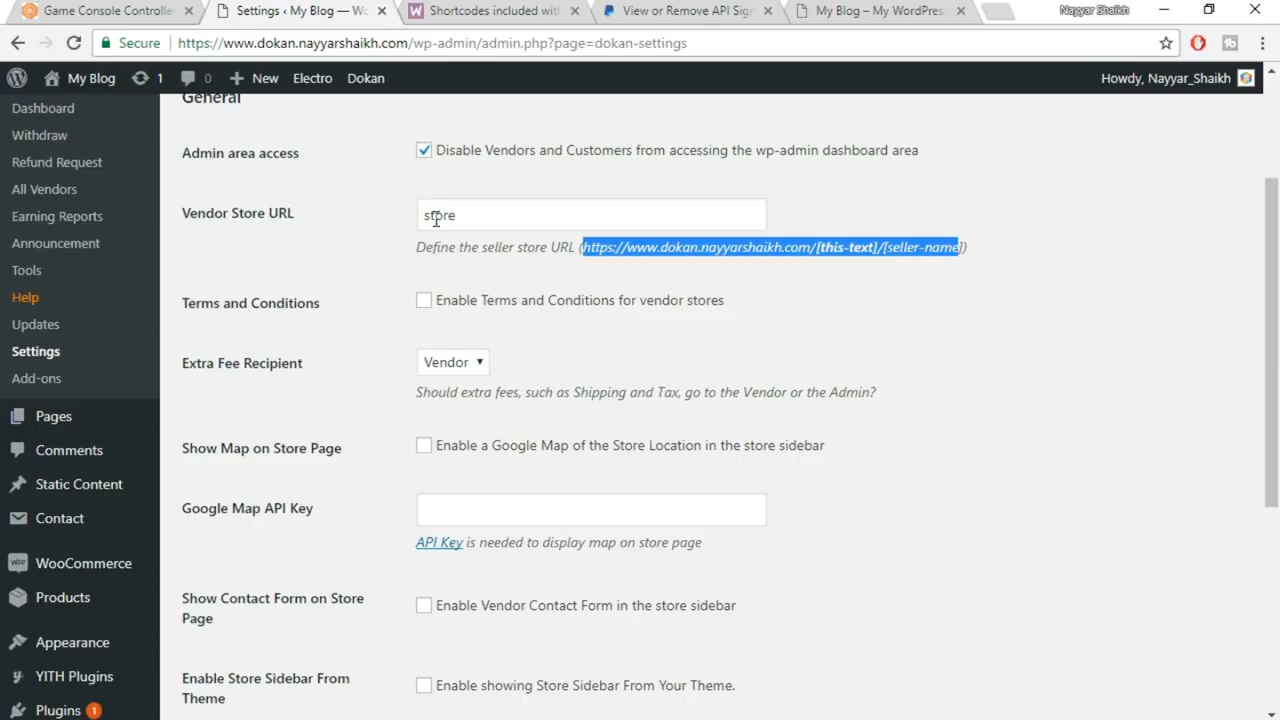 Game Console Controlle
Settings ‹ My Blog — Wo
Shortcodes included wit
View or Remove API Sig
My Blog – My WordPres
Nayyar Shaikh
Secure
https://www.dokan.nayyarshaikh.com/wp-admin/admin.php?page=dokan-settings
My Blog 1 0 New Electro Dokan
Howdy, Nayyar_Shaikh
Dashboard
Withdraw
Refund Request
All Vendors
Earning Reports
Announcement
Tools
Help
Updates
Settings
Add-ons
Pages
Comments
Static Content
Contact
WooCommerce
Products
Appearance
YITH Plugins
Plugins 1
General
Admin area access
Disable Vendors and Customers from accessing the wp-admin dashboard area
Vendor Store URL
store
Define the seller store URL (https://www.dokan.nayyarshaikh.com/[this-text]/[seller-name])
Terms and Conditions
Enable Terms and Conditions for vendor stores
Extra Fee Recipient
Vendor
Should extra fees, such as Shipping and Tax, go to the Vendor or the Admin?
Show Map on Store Page
Enable a Google Map of the Store Location in the store sidebar
Google Map API Key
API Key is needed to display map on store page
Show Contact Form on Store
Page
Enable Vendor Contact Form in the store sidebar
Enable Store Sidebar From
Theme
Enable showing Store Sidebar From Your Theme.